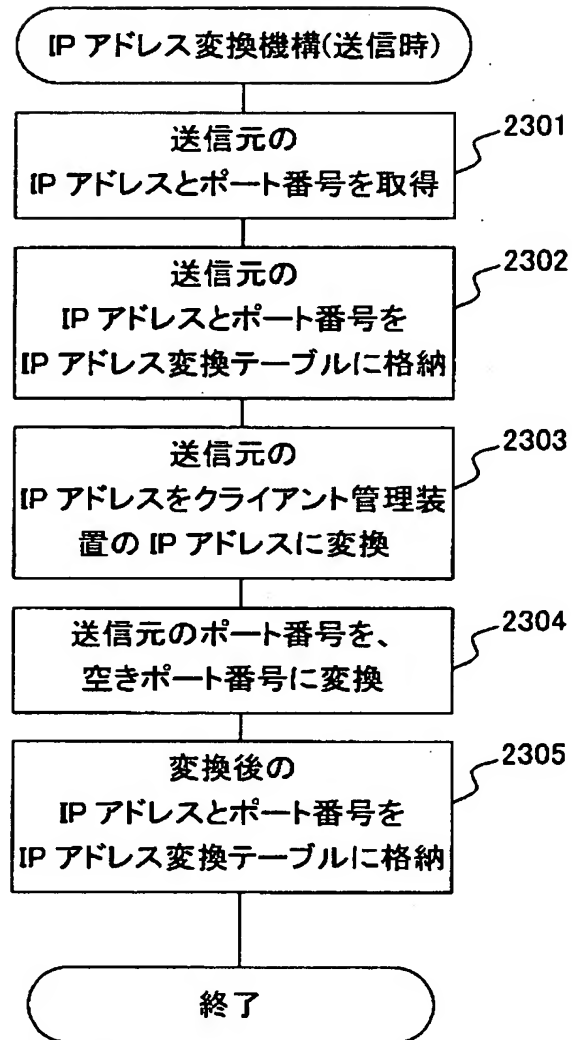 IP アドレス変換機構(送信時)
送信元の
IP アドレスとポート番号を取得
2301
送信元の
IP アドレスとポート番号を
IP アドレス変換テーブルに格納
2302
送信元の
IP アドレスをクライアント管理装
置の IP アドレスに変換
2303
送信元のポート番号を、
空きポート番号に変換
2304
変換後の
IP アドレスとポート番号を
IP アドレス変換テーブルに格納
2305
終了